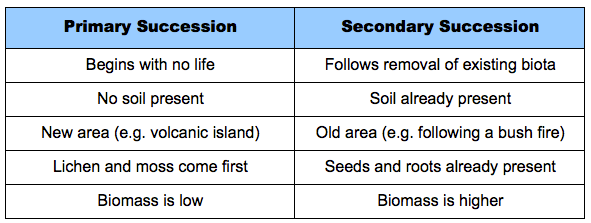 Primary Succession Secondary Succession
Begins with no life Follows removal of existing biota
No soil present Soil already present
New area (e.g. volcanic island) Old area (e.g. following a bush fire)
Lichen and moss come first Seeds and roots already present
Biomass is low Biomass is higher